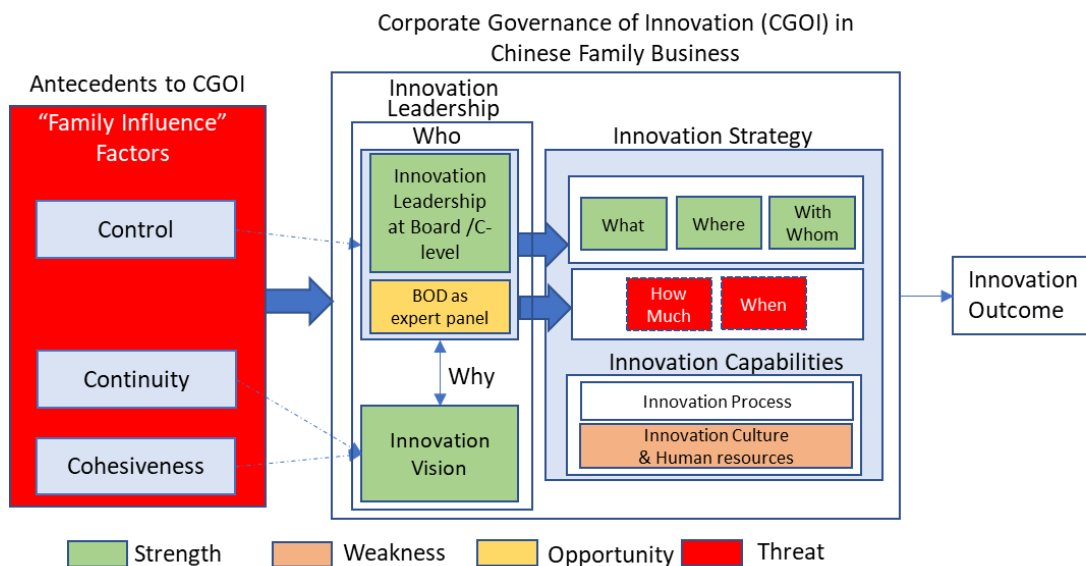 Corporate Governance of Innovation (CGOI) in
Chinese Family Business
Antecedents to CGOI
“Family Influence”
Factors
Control
Continuity
Cohesiveness
Innovation
Leadership
Who
Innovation
Leadership
at Board /C-
level
BOD as
expert panel
Why
Innovation
Vision
Innovation Strategy
What
Where
With
Whom
How
Much
When
Innovation Capabilities
Innovation Process
Innovation Culture
& Human resources
Innovation
Outcome
Strength
Weakness
Opportunity
Threat